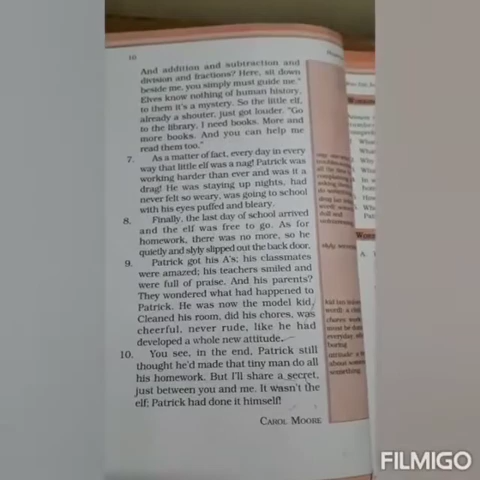 10
And addition and subtraction and
division and fractions? Here, sit down
beside me, you simply must guide me."
Elves know nothing of human history,
to them it's a mystery. So the little elf,
already a shouter, just got louder. "Go
to the library, I need books. More and
more books. And you can help me
read them too."
7. As a matter of fact, every day in every
way that little elf was a nag! Patrick was
working harder than ever and was it a
drag! He was staying up nights, had
never felt so weary, was going to school
with his eyes puffed and bleary.
8. Finally, the last day of school arrived
and the elf was free to go. As for
homework, there was no more, so he
quietly and slyly slipped out the back door.
9. Patrick got his A's; his classmates
were amazed; his teachers smiled and
were full of praise. And his parents?
They wondered what had happened to
Patrick. He was now the model kid.
Cleaned his room, did his chores, was
cheerful, never rude, like he had
developed a whole new attitude.
10. You see, in the end, Patrick still
thought he'd made that tiny man do all
his homework. But I'll share a secret,
just between you and me. It wasn't the
elf; Patrick had done it himself!
CAROL MOORE
FILMIGO